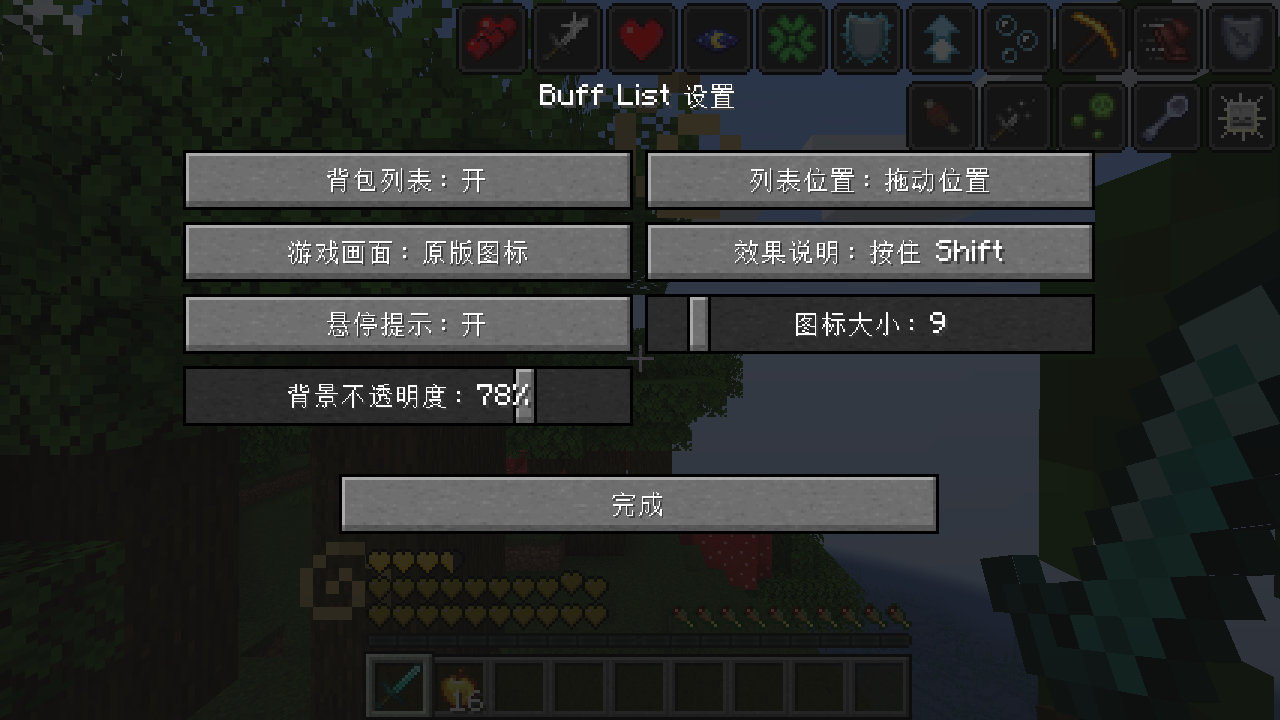 Buff List 设置
背包列表：开
列表位置：拖动位置
游戏画面：原版图标
效果说明：按住 Shift
悬停提示：开
图标大小：9
背景不透明度：78%
完成
16